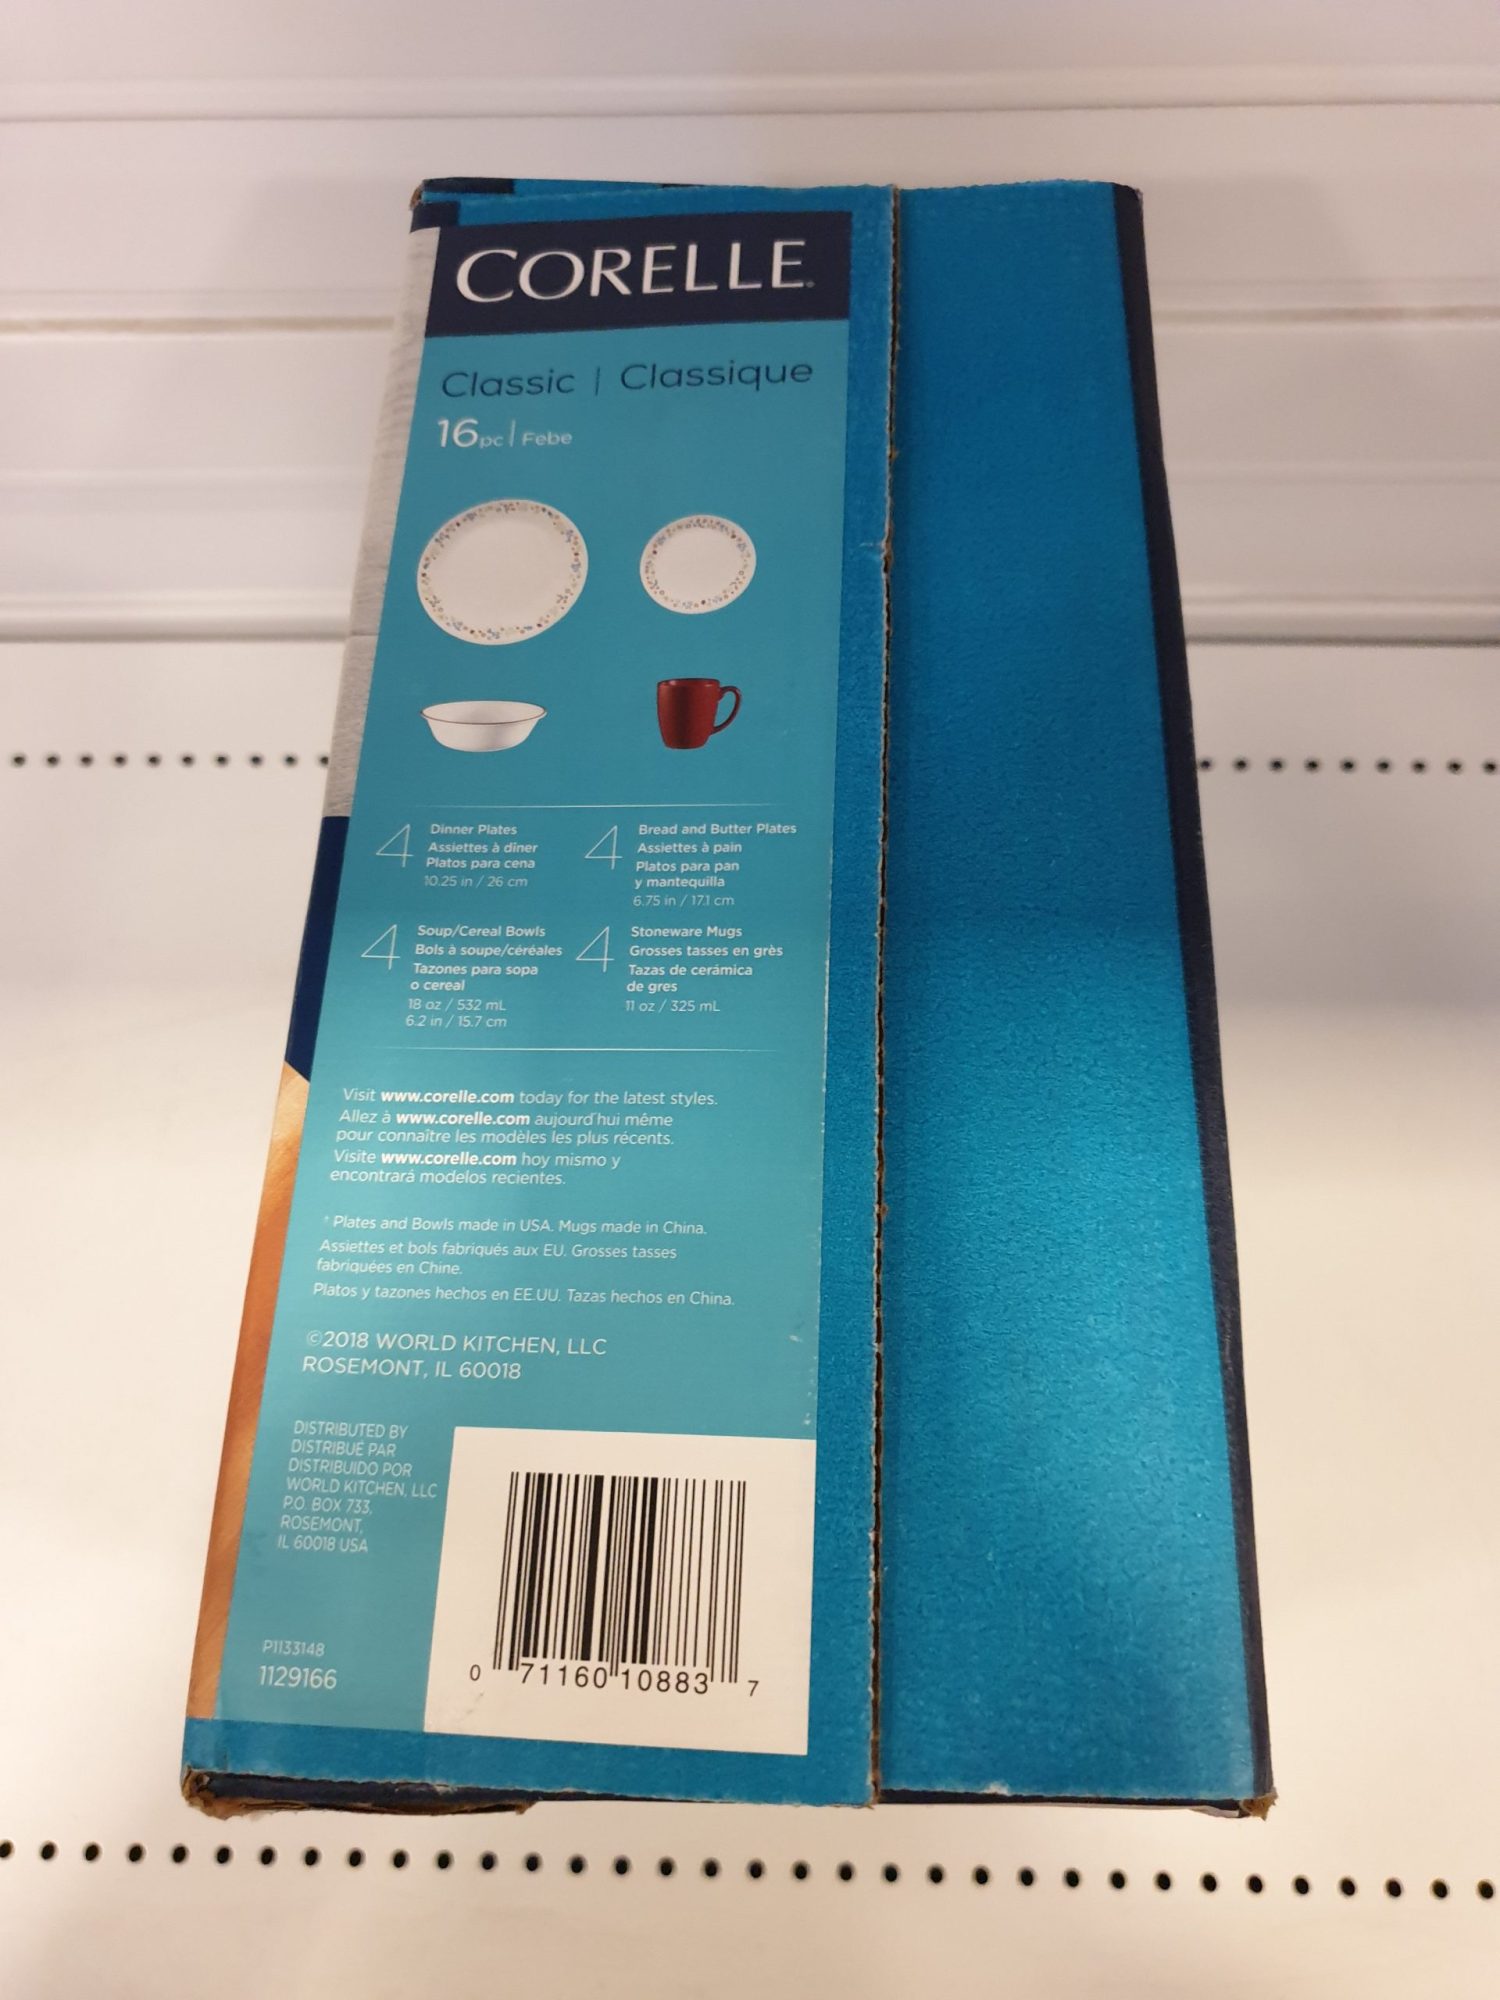 CORELLE
Classic | Classique
16pc | Febe
4 Dinner Plates
Assiettes à dîner
Platos para cena
10.25 in / 26 cm
4 Bread and Butter Plates
Assiettes à pain
Platos para pan
y mantequilla
6.75 in / 17.1 cm
4 Soup/Cereal Bowls
Bols à soupe/céréales
Tazones para sopa
o cereal
18 oz / 532 mL
6.2 in / 15.7 cm
4 Stoneware Mugs
Grosses tasses en grès
Tazas de cerámica
de gres
11 oz / 325 mL
Visit www.corelle.com today for the latest styles.
Allez à www.corelle.com aujourd'hui même
pour connaître les modèles les plus récents.
Visite www.corelle.com hoy mismo y
encontrará modelos recientes.
* Plates and Bowls made in USA. Mugs made in China.
Assiettes et bols fabriqués aux EU. Grosses tasses
fabriquées en Chine.
Platos y tazones hechos en EE.UU. Tazas hechos en China.
©2018 WORLD KITCHEN, LLC
ROSEMONT, IL 60018
DISTRIBUTED BY
DISTRIBUÉ PAR
DISTRIBUIDO POR
WORLD KITCHEN, LLC
P.O. BOX 733,
ROSEMONT,
IL 60018 USA
P1133148
1129166
0 71160 10883 7